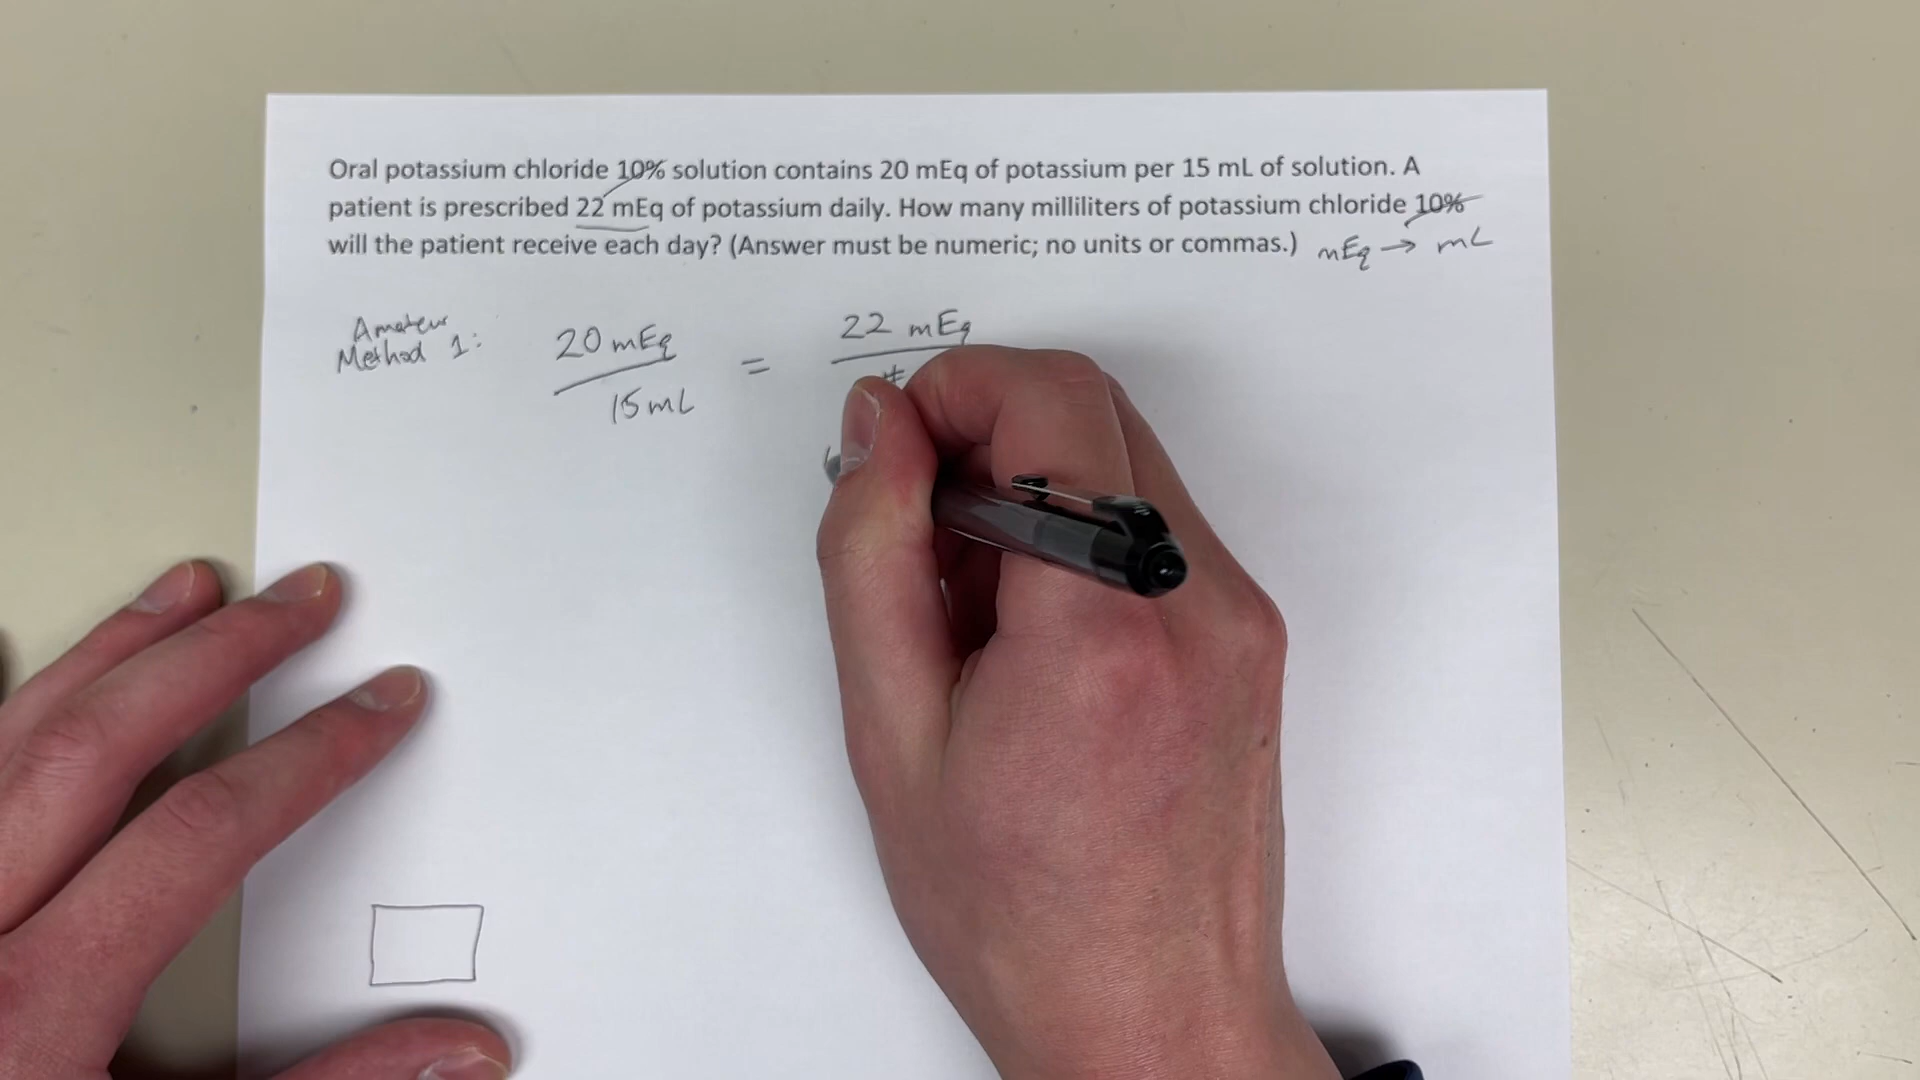 Oral potassium chloride 10% solution contains 20 mEq of potassium per 15 mL of solution. A
patient is prescribed 22 mEq of potassium daily. How many milliliters of potassium chloride 10%
will the patient receive each day? (Answer must be numeric; no units or commas.) mEq → mL
Amateur
Method 1:
20 mEq
15 mL
=
22 mEq
#